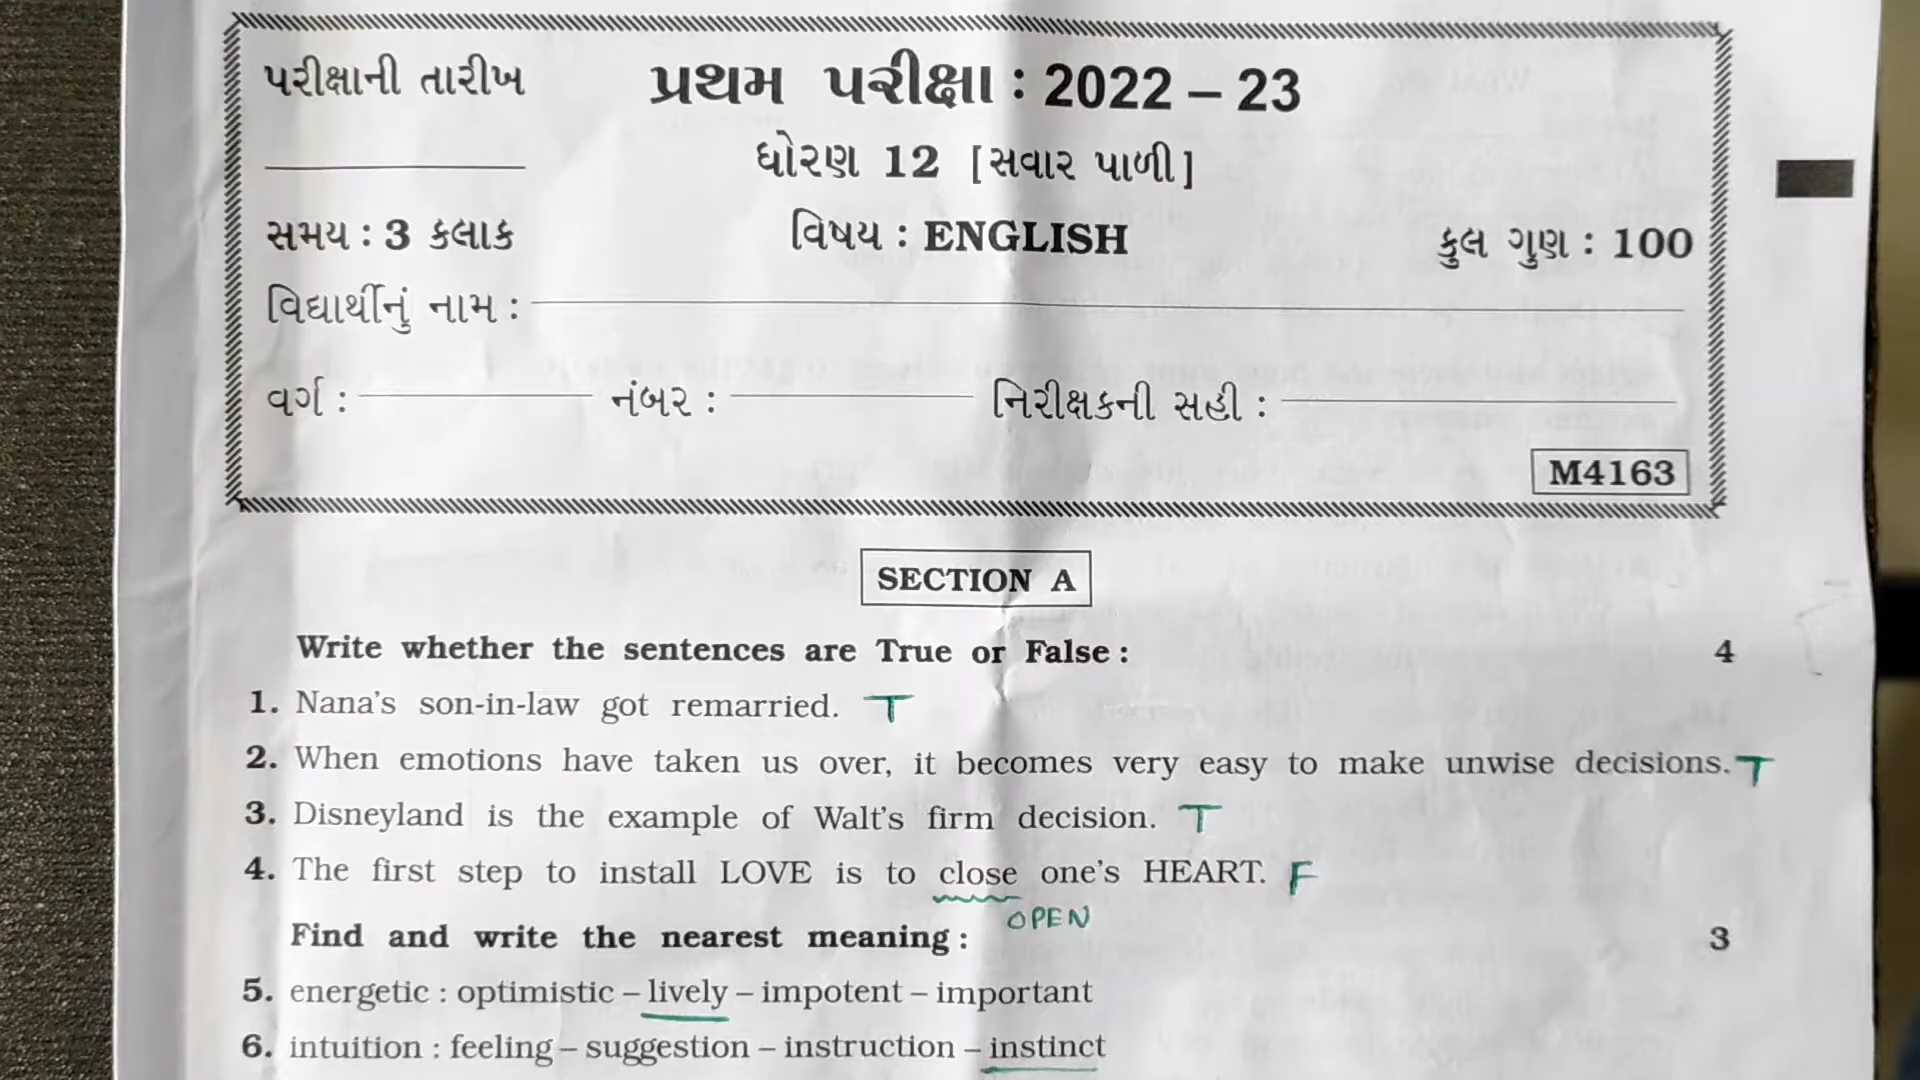 પરીક્ષાની તારીખ
પ્રથમ પરીક્ષા : 2022 – 23
ધોરણ 12 [સવાર પાળી]
સમય : 3 કલાક વિષય : ENGLISH કુલ ગુણ : 100
વિદ્યાર્થીનું નામ :
વર્ગ : નંબર : નિરીક્ષકની સહી :
M4163
SECTION A
Write whether the sentences are True or False : 4
1. Nana's son-in-law got remarried. T
2. When emotions have taken us over, it becomes very easy to make unwise decisions. T
3. Disneyland is the example of Walt's firm decision. T
4. The first step to install LOVE is to close one's HEART. F
OPEN
Find and write the nearest meaning : 3
5. energetic : optimistic – lively – impotent – important
6. intuition : feeling – suggestion – instruction – instinct